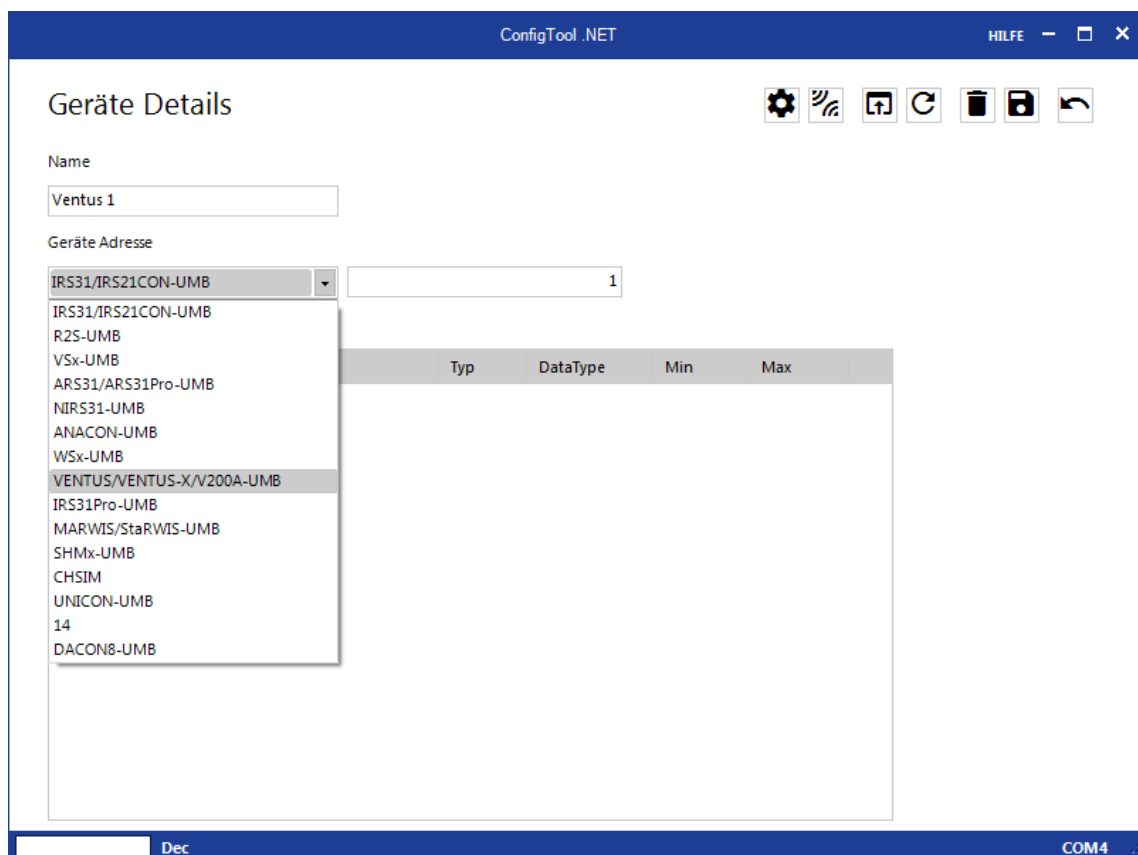 ConfigTool .NET
HILFE
Geräte Details
Name
Ventus 1
Geräte Adresse
IRS31/IRS21CON-UMB
1
IRS31/IRS21CON-UMB
R2S-UMB
VSx-UMB
ARS31/ARS31Pro-UMB
NIRS31-UMB
ANACON-UMB
WSx-UMB
VENTUS/VENTUS-X/V200A-UMB
IRS31Pro-UMB
MARWIS/StaRWIS-UMB
SHMx-UMB
CHSIM
UNICON-UMB
14
DACON8-UMB
Typ DataType Min Max
Dec COM4